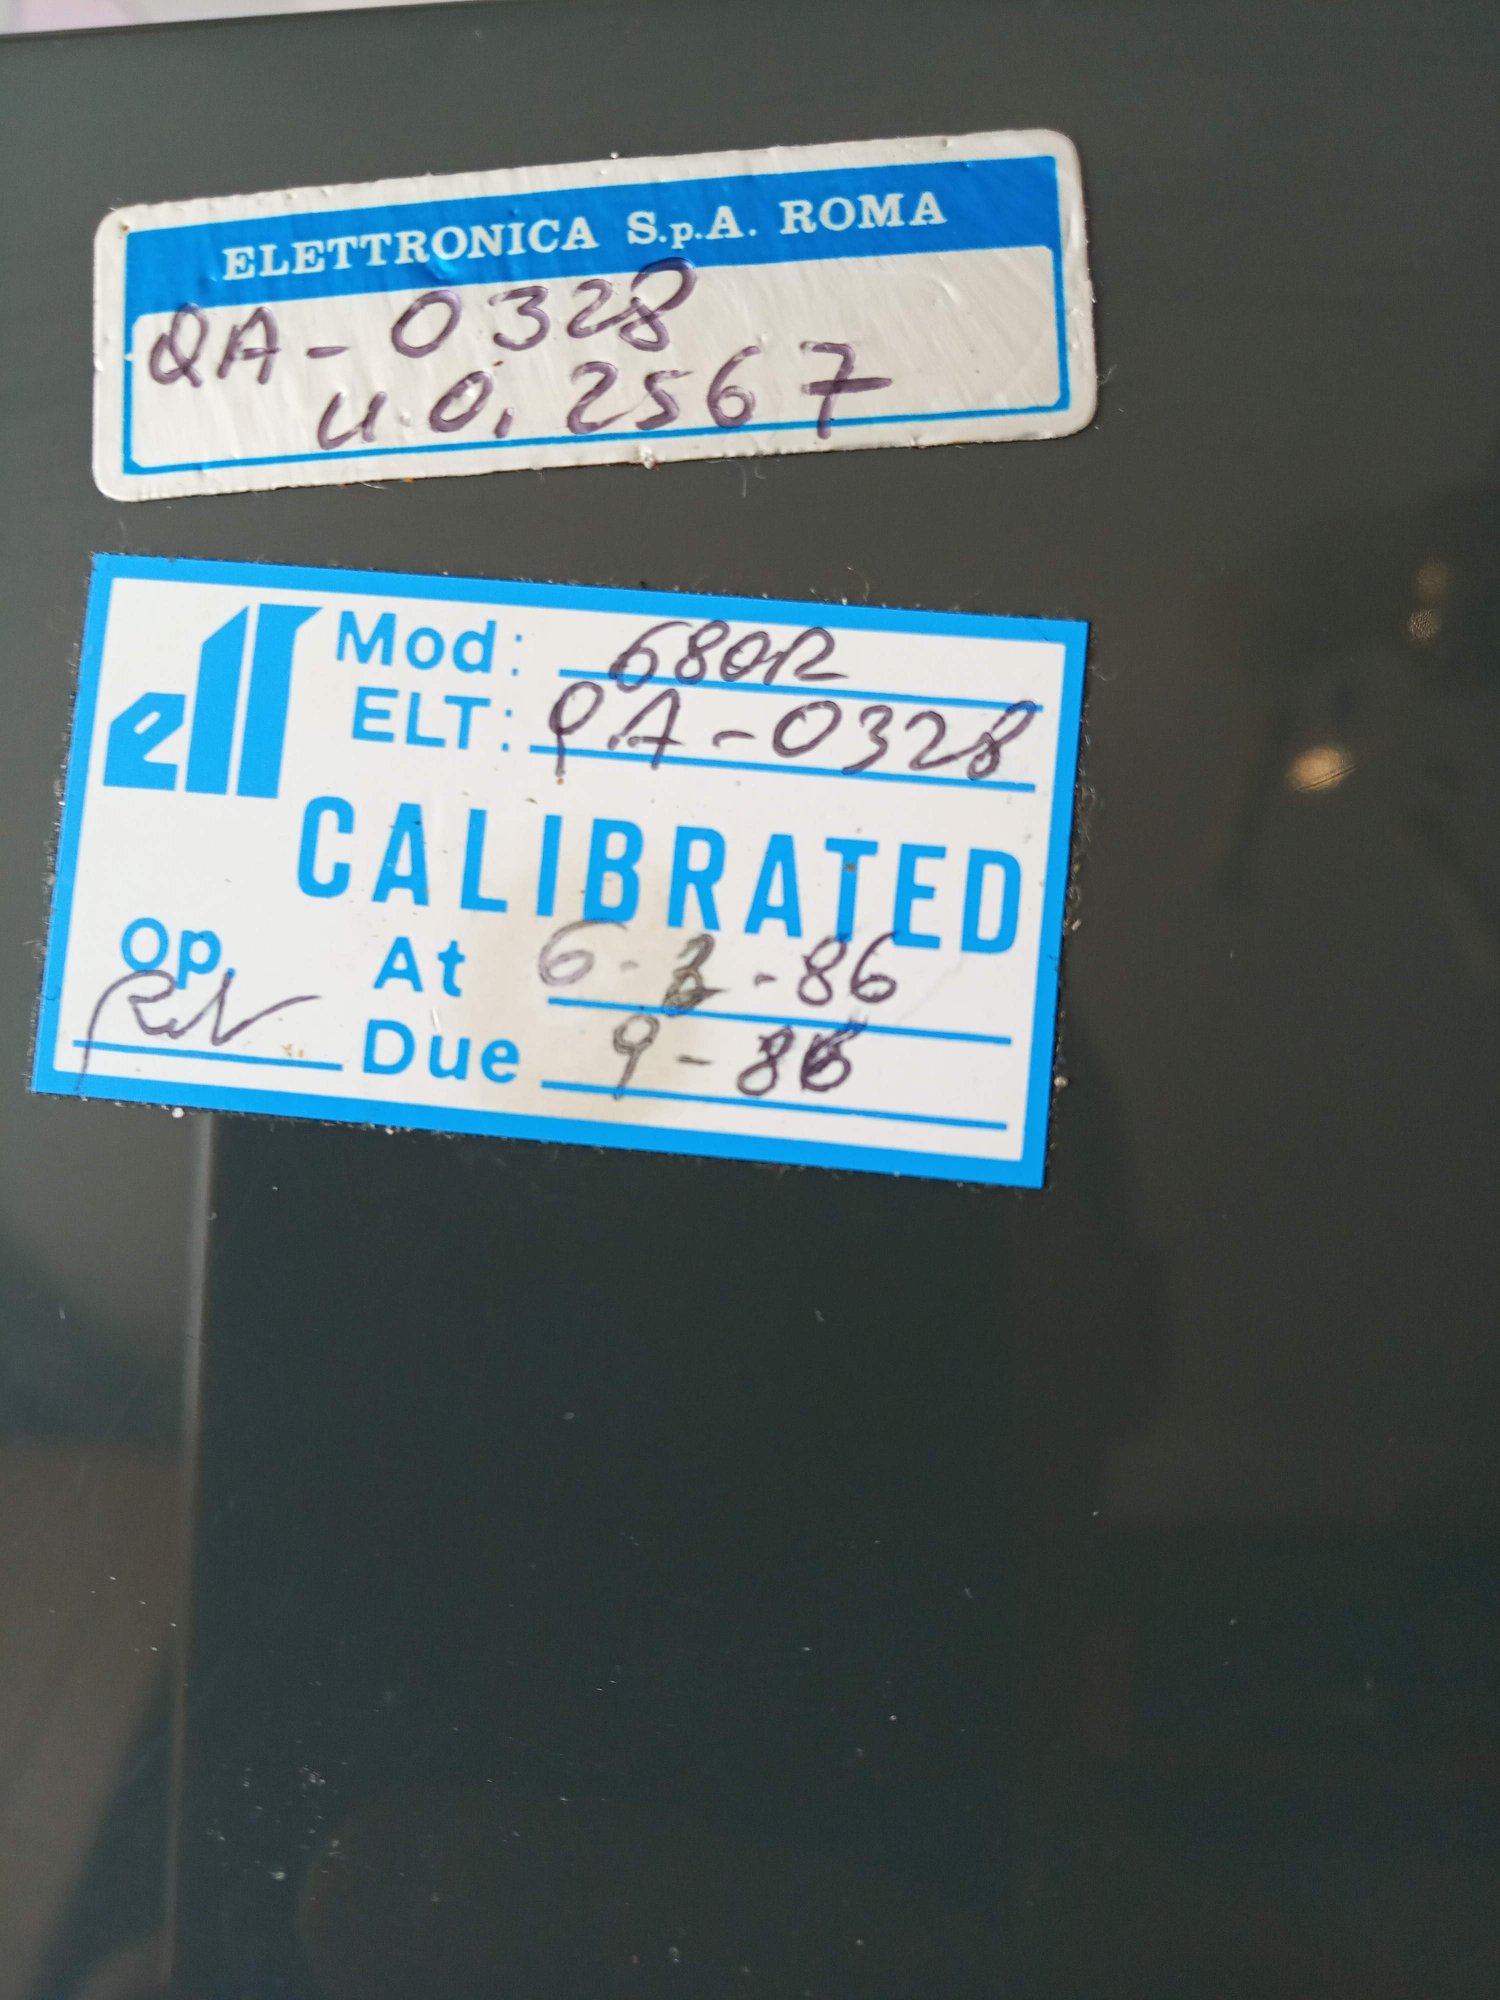 ELETTRONICA S.p.A. ROMA
QA-0328
u 0. 2567
ell
Mod: 680R
ELT: QA-0328
CALIBRATED
Op. At 6- -86
Due 9-86